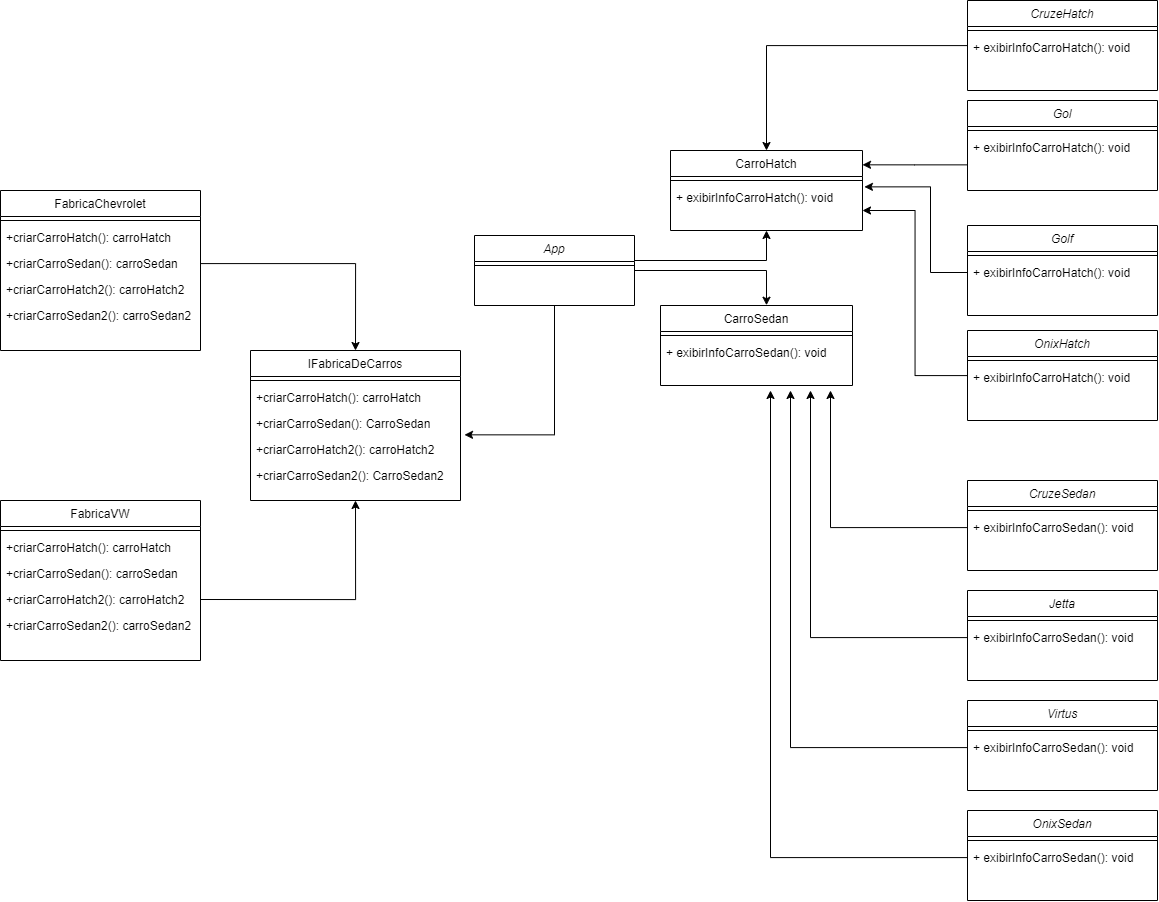 CruzeHatch
+ exibirInfoCarroHatch(): void
Gol
+ exibirInfoCarroHatch(): void
CarroHatch
+ exibirInfoCarroHatch(): void
FabricaChevrolet
+criarCarroHatch(): carroHatch
+criarCarroSedan(): carroSedan
+criarCarroHatch2(): carroHatch2
+criarCarroSedan2(): carroSedan2
App
Golf
+ exibirInfoCarroHatch(): void
CarroSedan
+ exibirInfoCarroSedan(): void
OnixHatch
+ exibirInfoCarroHatch(): void
IFabricaDeCarros
+criarCarroHatch(): carroHatch
+criarCarroSedan(): CarroSedan
+criarCarroHatch2(): carroHatch2
+criarCarroSedan2(): CarroSedan2
CruzeSedan
+ exibirInfoCarroSedan(): void
FabricaVW
+criarCarroHatch(): carroHatch
+criarCarroSedan(): carroSedan
+criarCarroHatch2(): carroHatch2
+criarCarroSedan2(): carroSedan2
Jetta
+ exibirInfoCarroSedan(): void
Virtus
+ exibirInfoCarroSedan(): void
OnixSedan
+ exibirInfoCarroSedan(): void